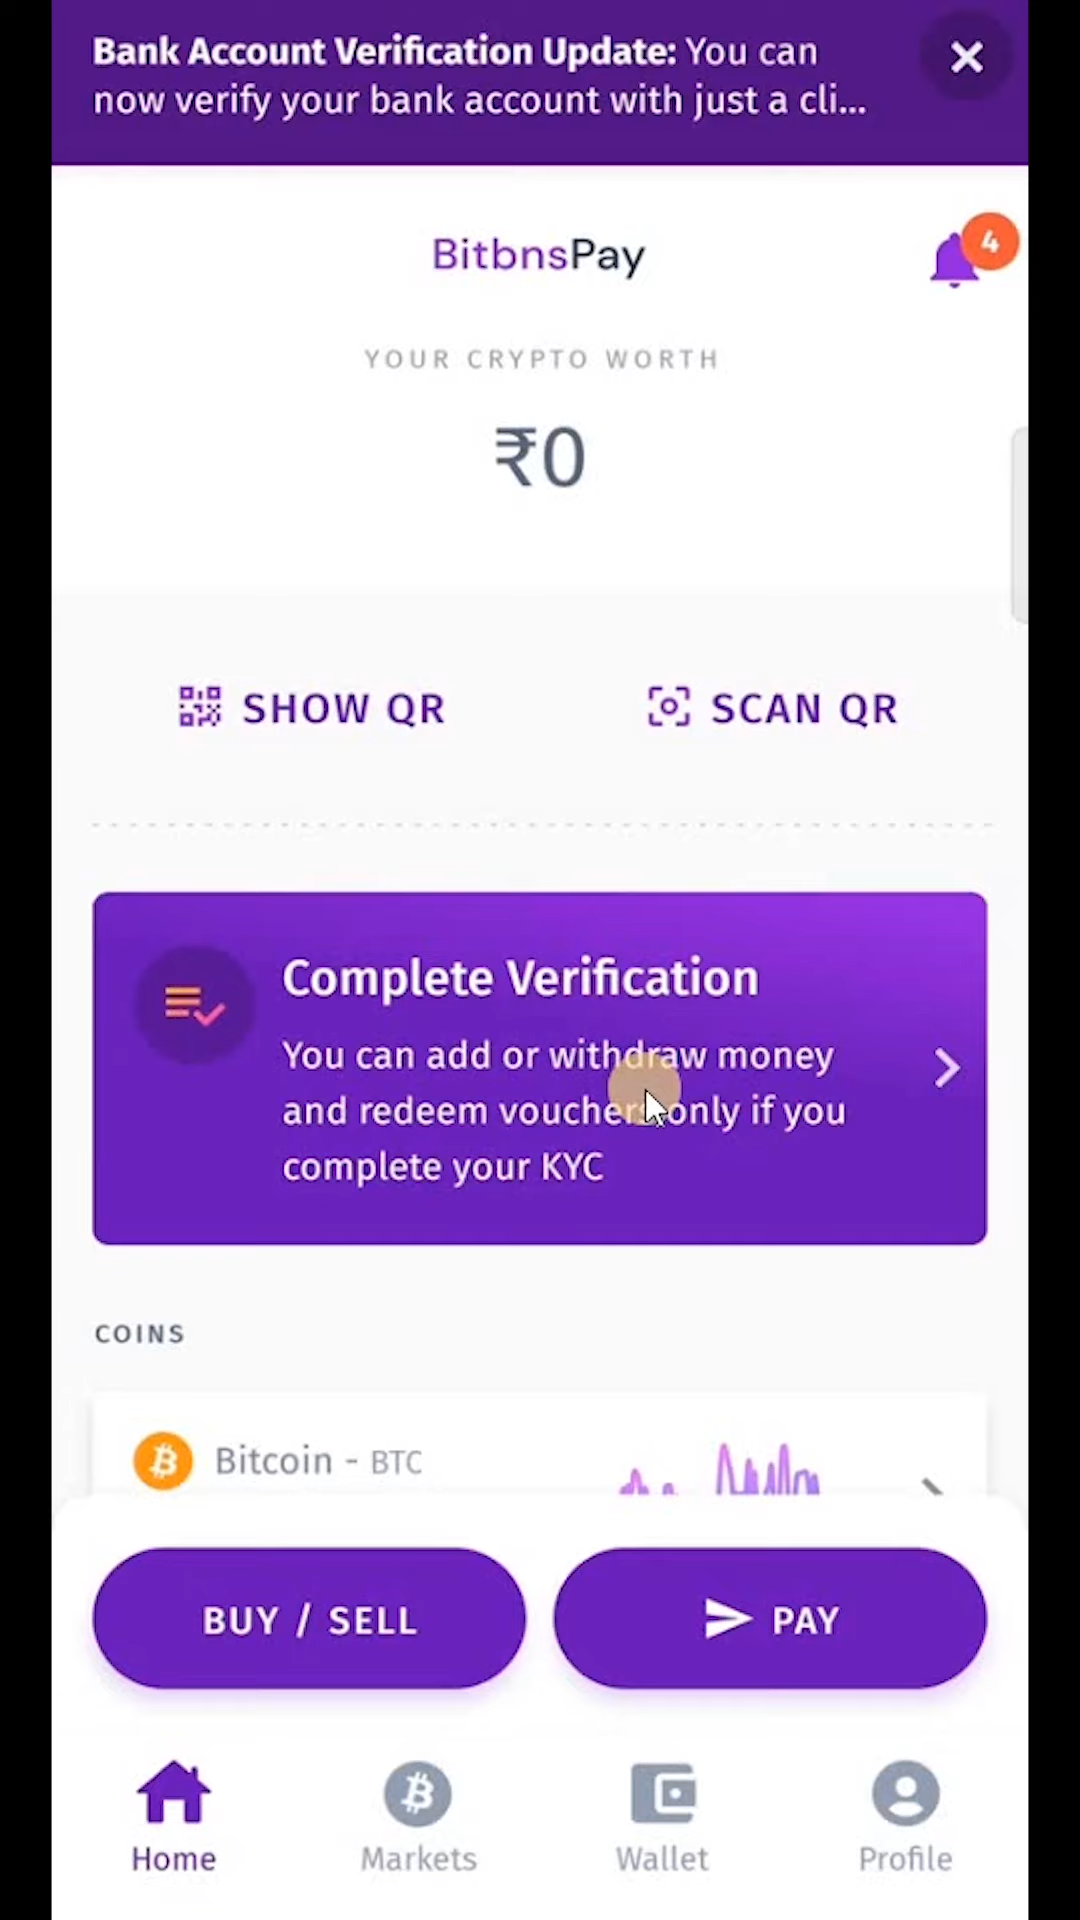 Bank Account Verification Update: You can
now verify your bank account with just a cli...
BitbnsPay
4
YOUR CRYPTO WORTH
₹0
SHOW QR
SCAN QR
Complete Verification
You can add or withdraw money
and redeem vouchers only if you
complete your KYC
COINS
Bitcoin - BTC
BUY / SELL
PAY
Home
Markets
Wallet
Profile